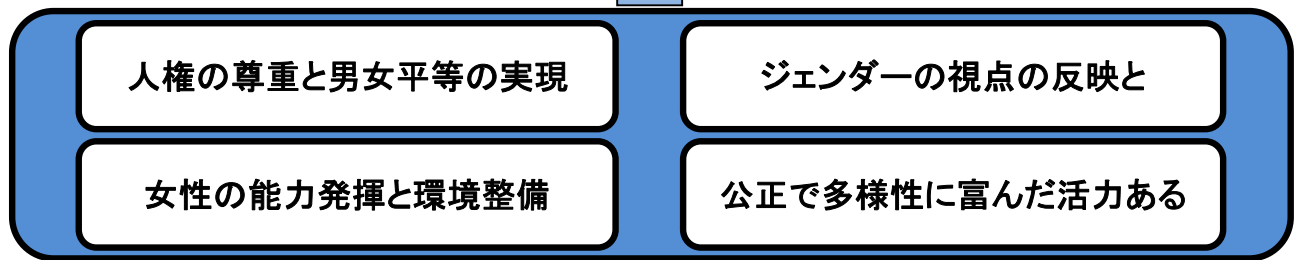 人権の尊重と男女平等の実現
ジェンダーの視点の反映と
女性の能力発揮と環境整備
公正で多様性に富んだ活力ある